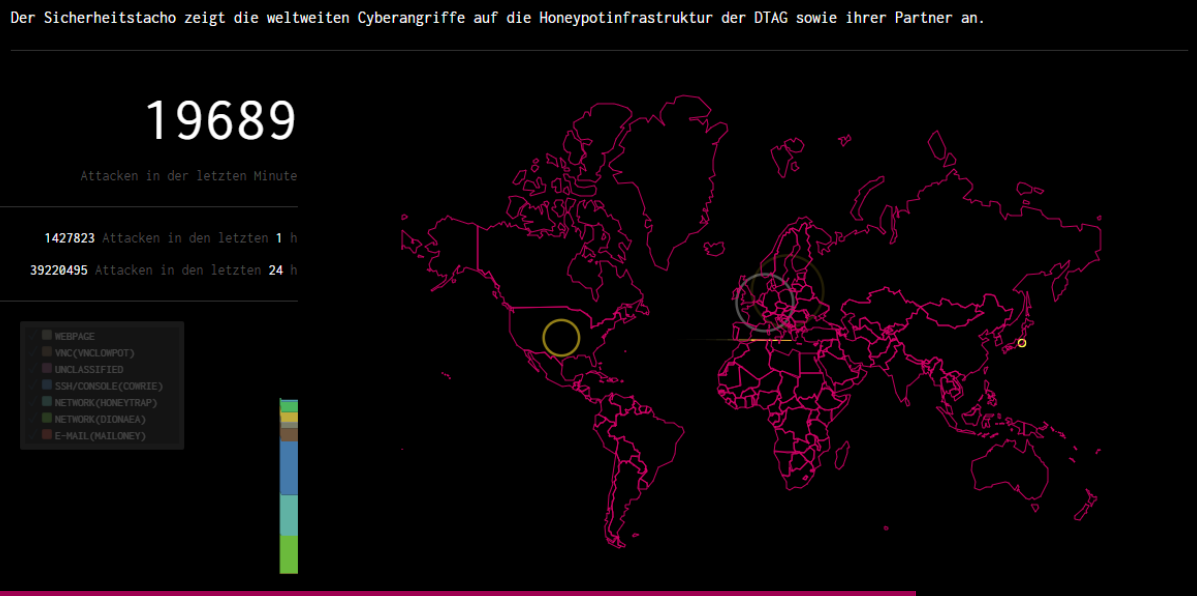 Der Sicherheitstacho zeigt die weltweiten Cyberangriffe auf die Honeypotinfrastruktur der DTAG sowie ihrer Partner an.
19689
Attacken in der letzten Minute
1427823 Attacken in den letzten 1 h
39220495 Attacken in den letzten 24 h
WEBPAGE
VNC(VNCLOWPOT)
UNCLASSIFIED
SSH/CONSOLE(COWRIE)
NETWORK(HONEYTRAP)
NETWORK(DIONAEA)
E-MAIL(MAILONEY)